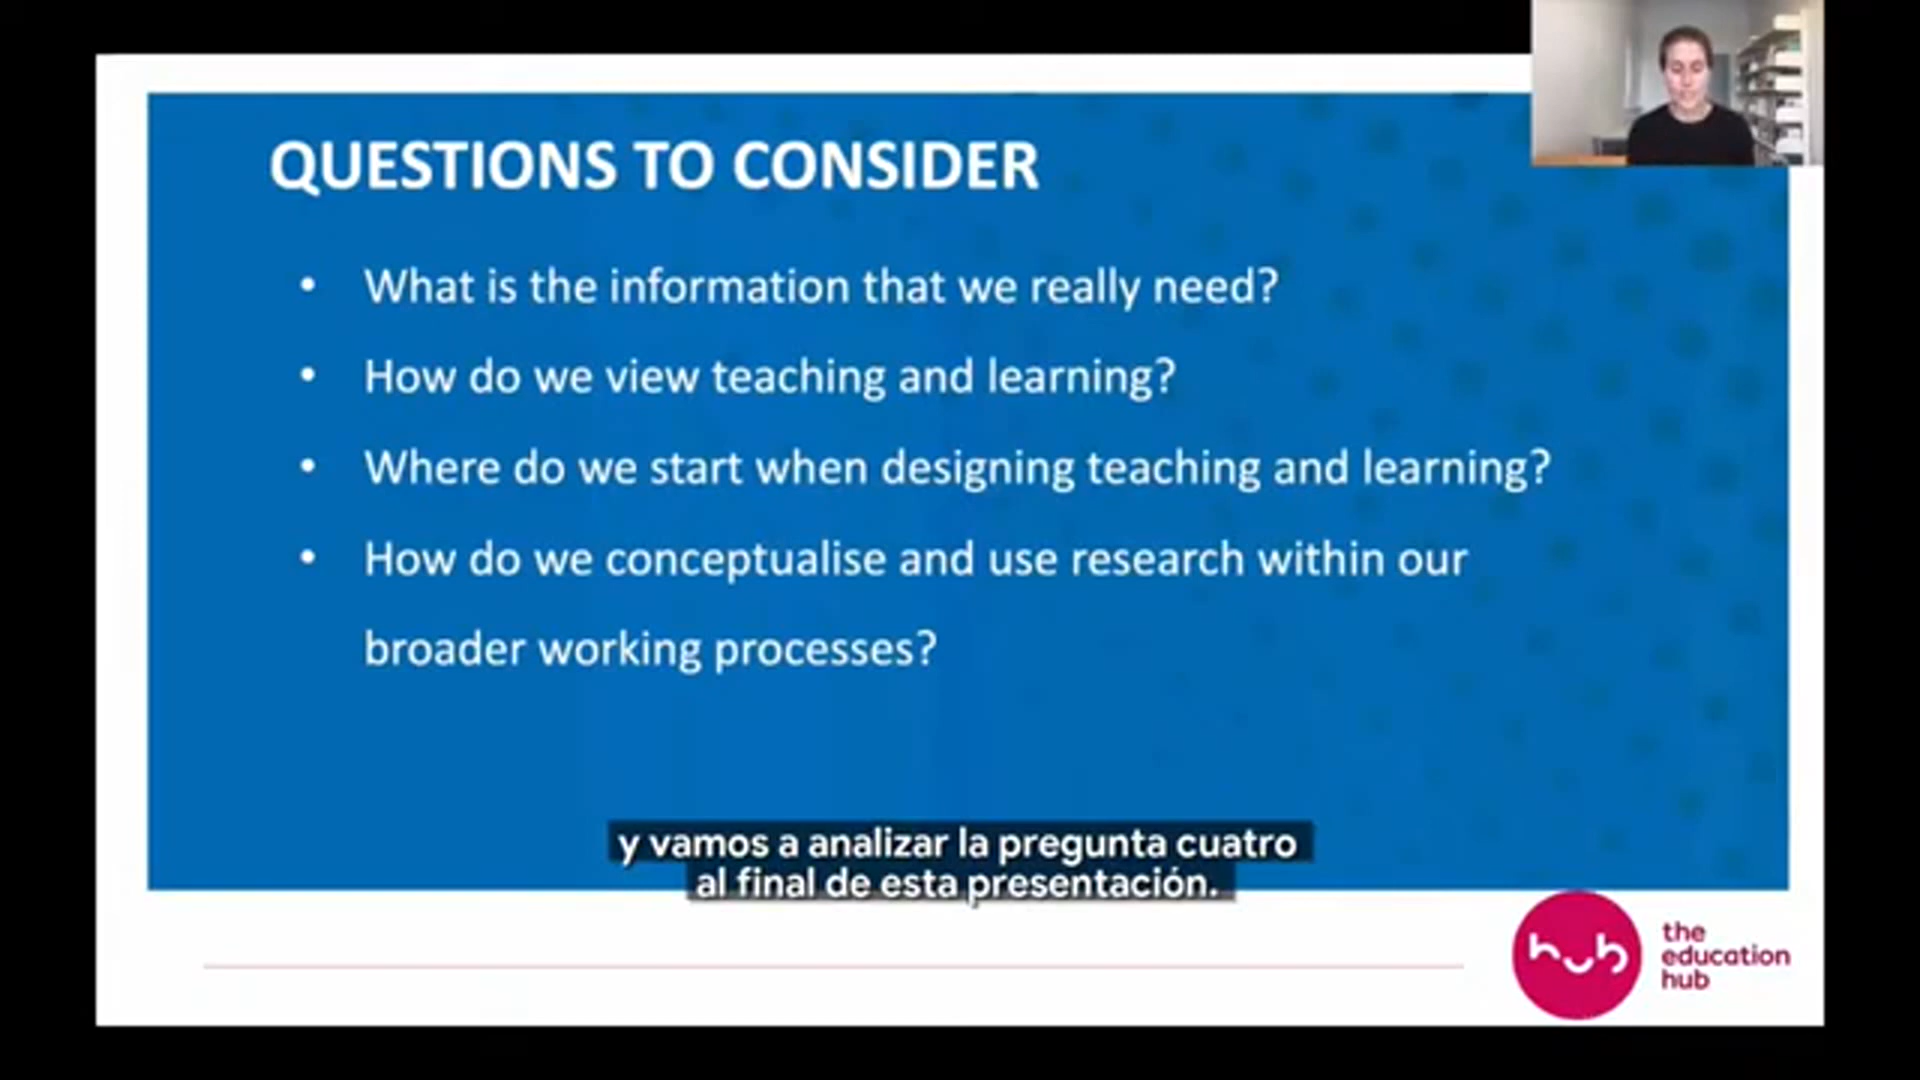 QUESTIONS TO CONSIDER
• What is the information that we really need?
• How do we view teaching and learning?
• Where do we start when designing teaching and learning?
• How do we conceptualise and use research within our
broader working processes?
y vamos a analizar la pregunta cuatro
al final de esta presentación.
hub
the
education
hub